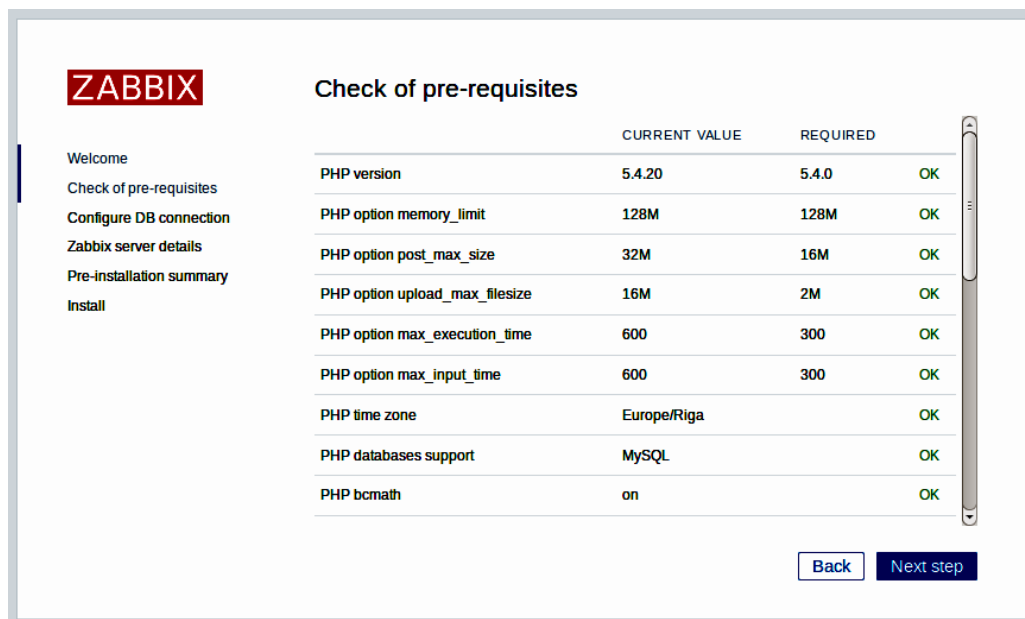 ZABBIX
Welcome
Check of pre-requisites
Configure DB connection
Zabbix server details
Pre-installation summary
Install
Check of pre-requisites
CURRENT VALUE REQUIRED
PHP version 5.4.20 5.4.0 OK
PHP option memory_limit 128M 128M OK
PHP option post_max_size 32M 16M OK
PHP option upload_max_filesize 16M 2M OK
PHP option max_execution_time 600 300 OK
PHP option max_input_time 600 300 OK
PHP time zone Europe/Riga OK
PHP databases support MySQL OK
PHP bcmath on OK
Back Next step